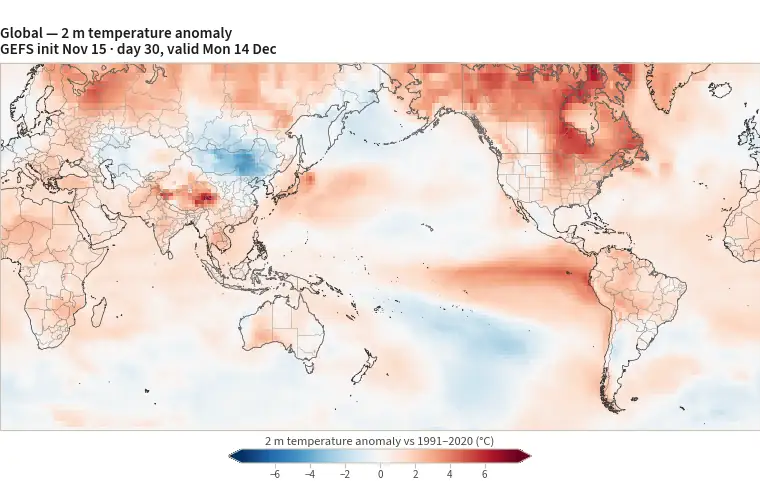 Global — 2 m temperature anomaly
GEFS init Nov 15 · day 30, valid Mon 14 Dec
2 m temperature anomaly vs 1991–2020 (°C)
−6 −4 −2 0 2 4 6